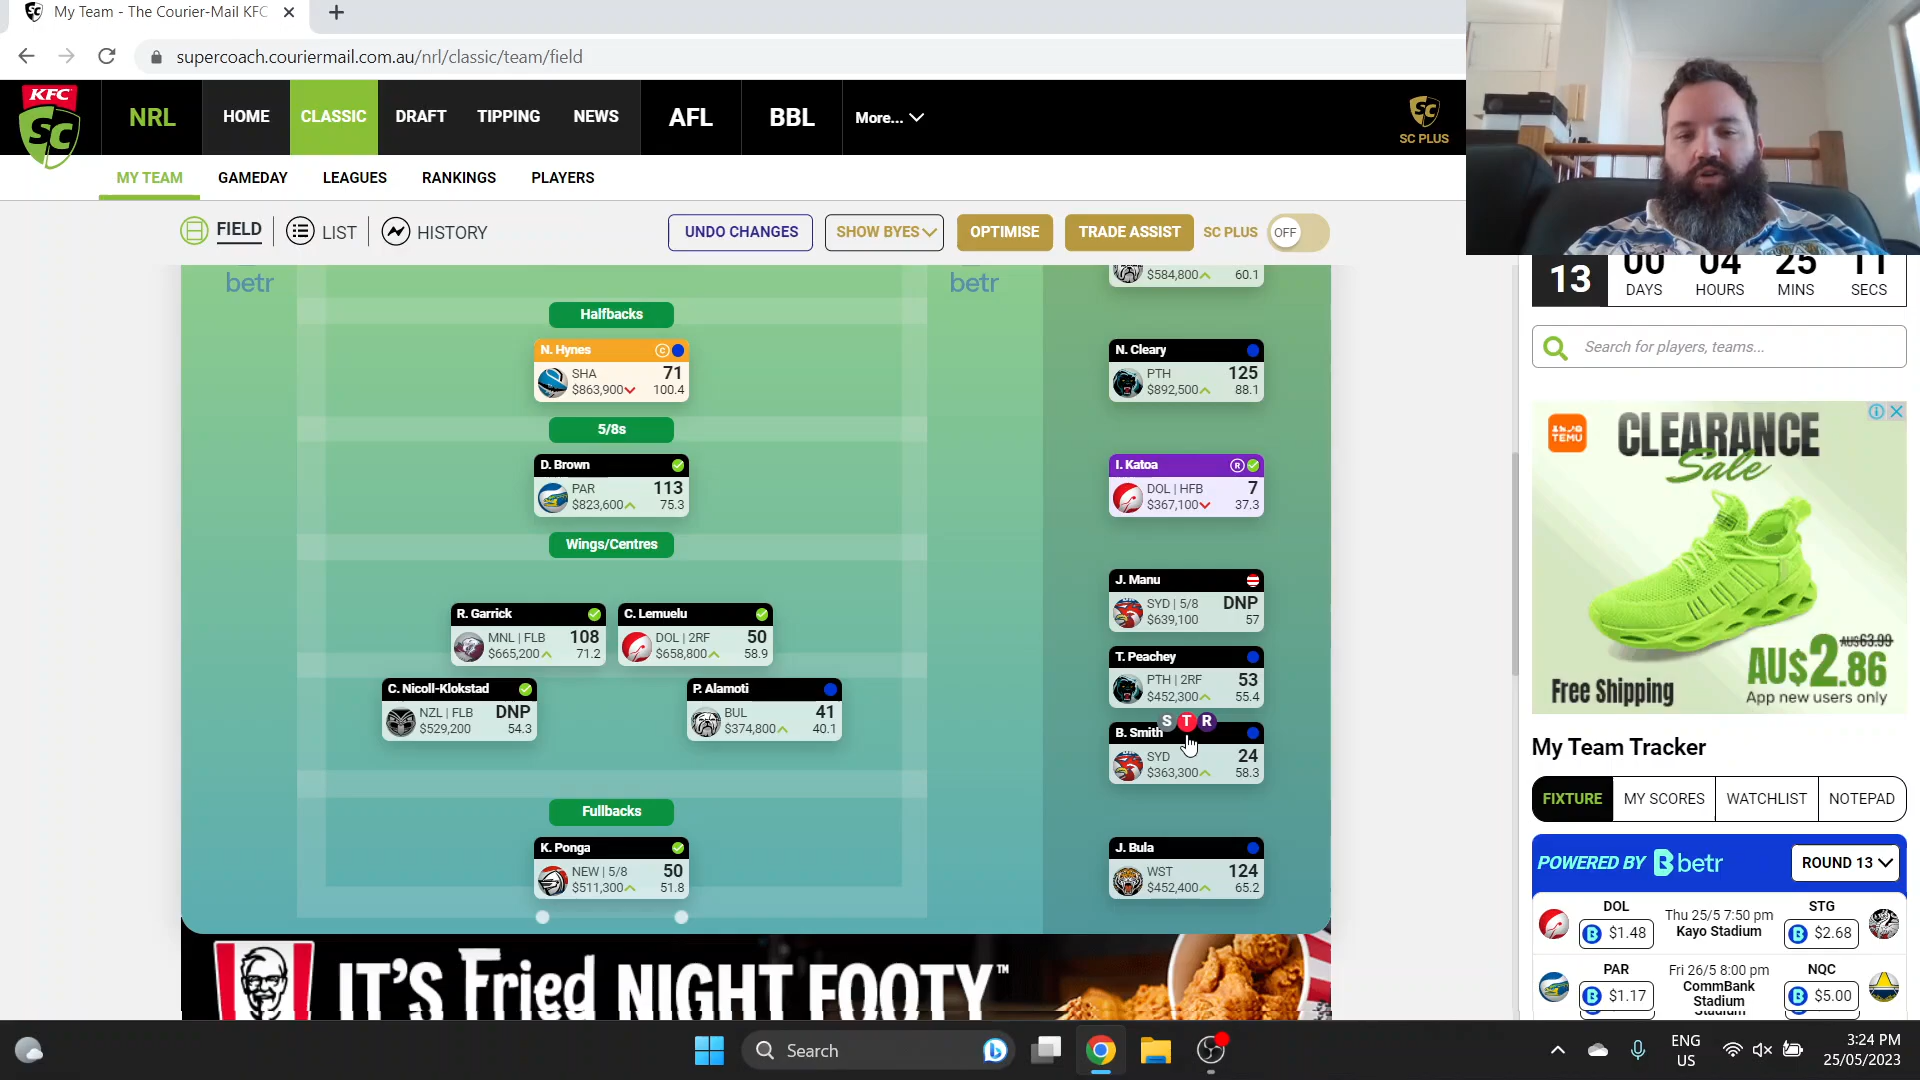 My Team - The Courier-Mail KFC
supercoach.couriermail.com.au/nrl/classic/team/field
KFC
SC
NRL
HOME
CLASSIC
DRAFT
TIPPING
NEWS
AFL
BBL
More...
SC
SC PLUS
MY TEAM
GAMEDAY
LEAGUES
RANKINGS
PLAYERS
FIELD
LIST
HISTORY
UNDO CHANGES
SHOW BYES
OPTIMISE
TRADE ASSIST
SC PLUS
OFF
betr
betr
$584,800 60.1
Halfbacks
N. Hynes C
SHA 71
$863,900 100.4
N. Cleary
PTH 125
$892,500 88.1
5/8s
D. Brown
PAR 113
$823,600 75.3
I. Katoa R
DOL | HFB 7
$367,100 37.3
Wings/Centres
R. Garrick
MNL | FLB 108
$665,200 71.2
C. Lemuelu
DOL | 2RF 50
$658,800 58.9
C. Nicoll-Klokstad
NZL | FLB DNP
$529,200 54.3
P. Alamoti
BUL 41
$374,800 40.1
J. Manu
SYD | 5/8 DNP
$639,100 57
T. Peachey
PTH | 2RF 53
$452,300 55.4
S T R
B. Smith
SYD 24
$363,300 58.3
Fullbacks
K. Ponga
NEW | 5/8 50
$511,300 51.8
J. Bula
WST 124
$452,400 65.2
IT'S Fried NIGHT FOOTY™
13
00 04 25 11
DAYS HOURS MINS SECS
Search for players, teams...
TEMU
CLEARANCE
Sale
AU$63.99
AU$2.86
Free Shipping
App new users only
My Team Tracker
FIXTURE
MY SCORES
WATCHLIST
NOTEPAD
POWERED BY B betr
ROUND 13
DOL
B $1.48
Thu 25/5 7:50 pm
Kayo Stadium
STG
B $2.68
PAR
B $1.17
Fri 26/5 8:00 pm
CommBank
Stadium
NQC
B $5.00
Search
ENG
US
3:24 PM
25/05/2023